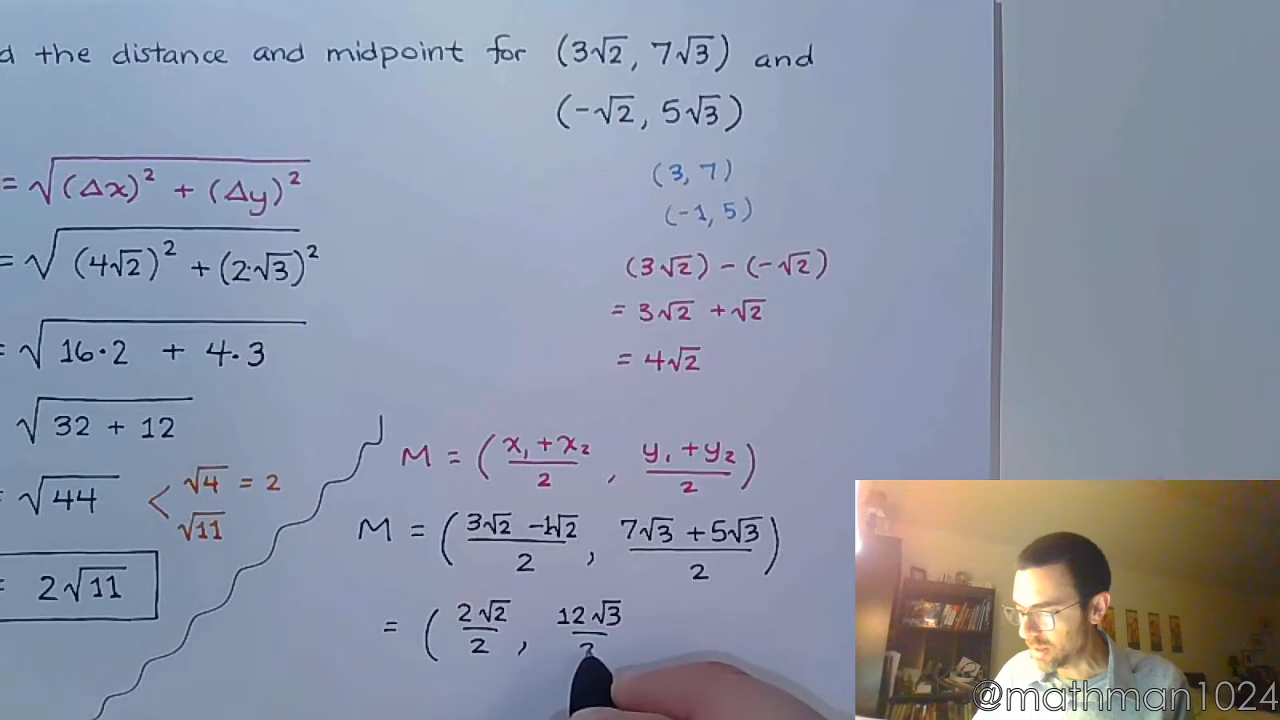 d the distance and midpoint for (3√2, 7√3) and
(-√2, 5√3)
= √(Δx)² + (Δy)²
= √(4√2)² + (2·√3)²
= √16·2 + 4·3
√32 + 12
= √44 < √4 = 2
√11
= 2√11
(3, 7)
(-1, 5)
(3√2) - (-√2)
= 3√2 + √2
= 4√2
M = (x₁ + x₂ / 2, y₁ + y₂ / 2)
M = (3√2 - 1√2 / 2, 7√3 + 5√3 / 2)
= (2√2 / 2, 12√3 /
@mathman1024